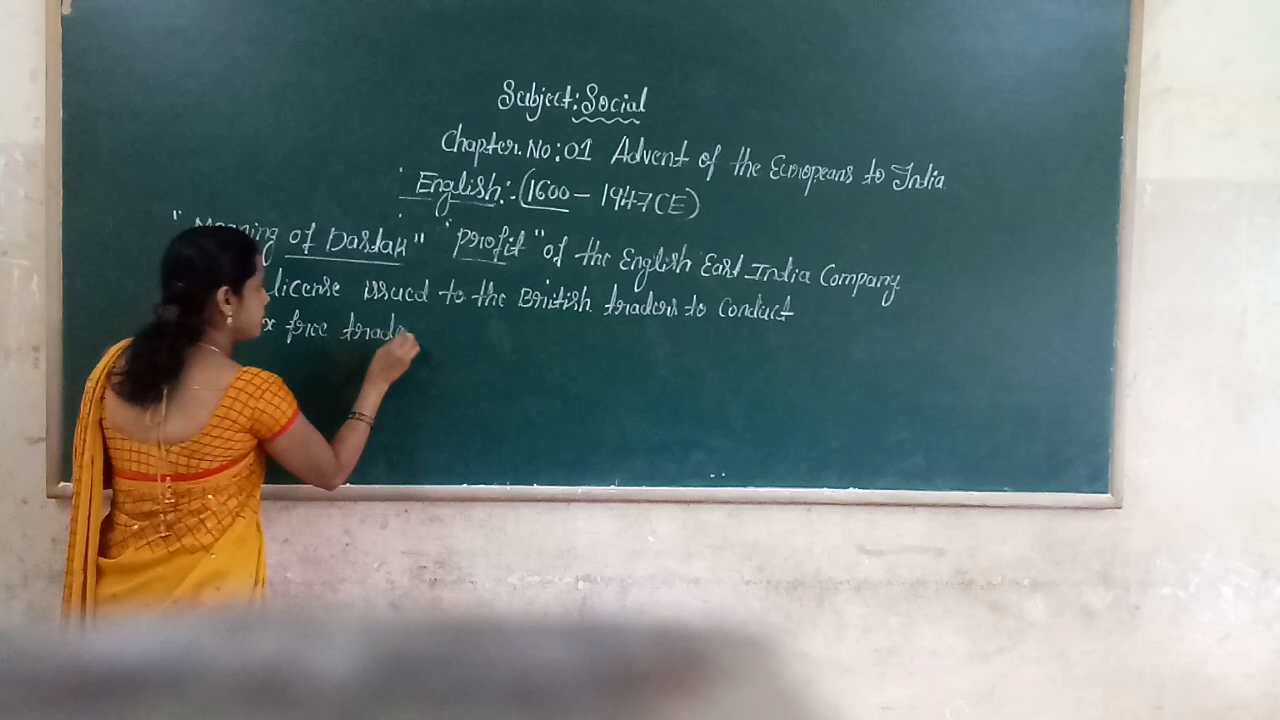 Subject: Social
Chapter. No: 01 Advent of the Europeans to India
English:- (1600 - 1947 CE)
"Meaning of Dastak" "profit" of the English East India Company
license issued to the British traders to conduct
free trade